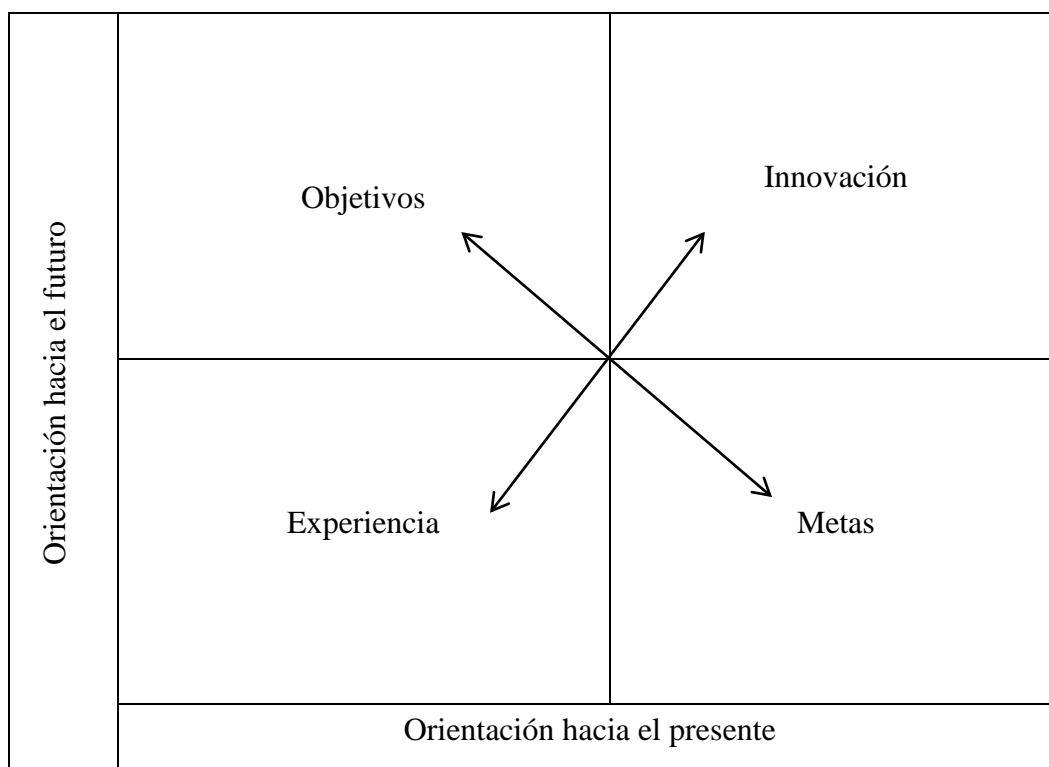 Orientación hacia el futuro
Objetivos
Innovación
Experiencia
Metas
Orientación hacia el presente